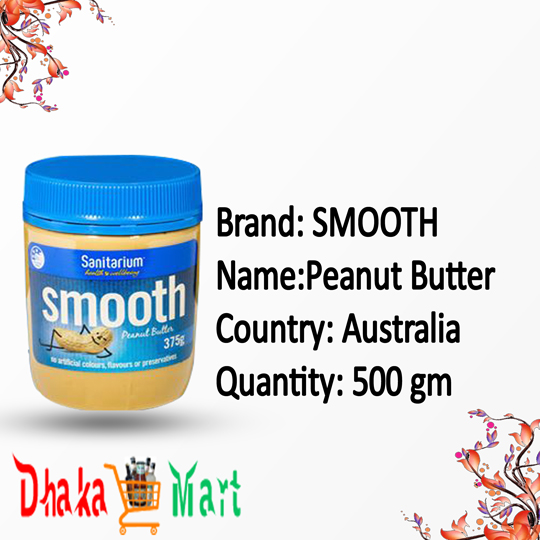 Sanitarium
health & wellbeing
smooth
Peanut Butter
375g
no artificial colours, flavours or preservatives
Brand: SMOOTH
Name:Peanut Butter
Country: Australia
Quantity: 500 gm
Dhaka Mart